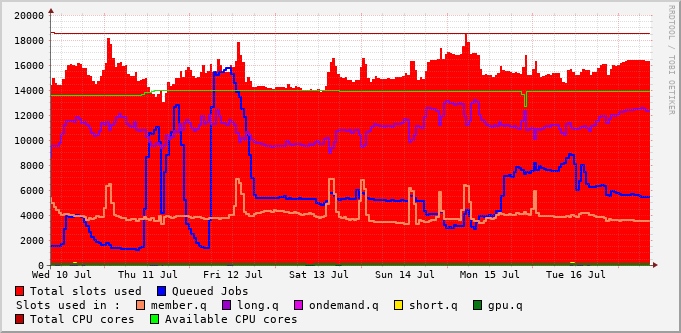 RRDTOOL / TOBI OETIKER
20000
18000
16000
14000
12000
10000
8000
6000
4000
2000
0
Wed 10 Jul Thu 11 Jul Fri 12 Jul Sat 13 Jul Sun 14 Jul Mon 15 Jul Tue 16 Jul
Total slots used Queued Jobs
Slots used in : member.q long.q ondemand.q short.q gpu.q
Total CPU cores Available CPU cores